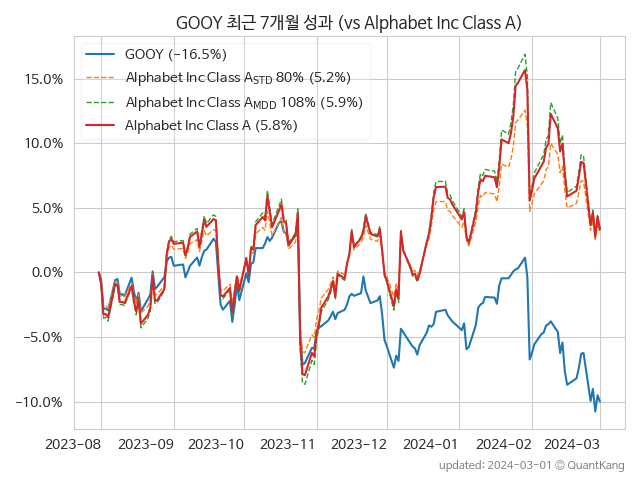 GOOY 최근 7개월 성과 (vs Alphabet Inc Class A)
GOOY (−16.5%)
Alphabet Inc Class A_STD 80% (5.2%)
Alphabet Inc Class A_MDD 108% (5.9%)
Alphabet Inc Class A (5.8%)
15.0%
10.0%
5.0%
0.0%
−5.0%
−10.0%
2023-08 2023-09 2023-10 2023-11 2023-12 2024-01 2024-02 2024-03
updated: 2024-03-01 © QuantKang